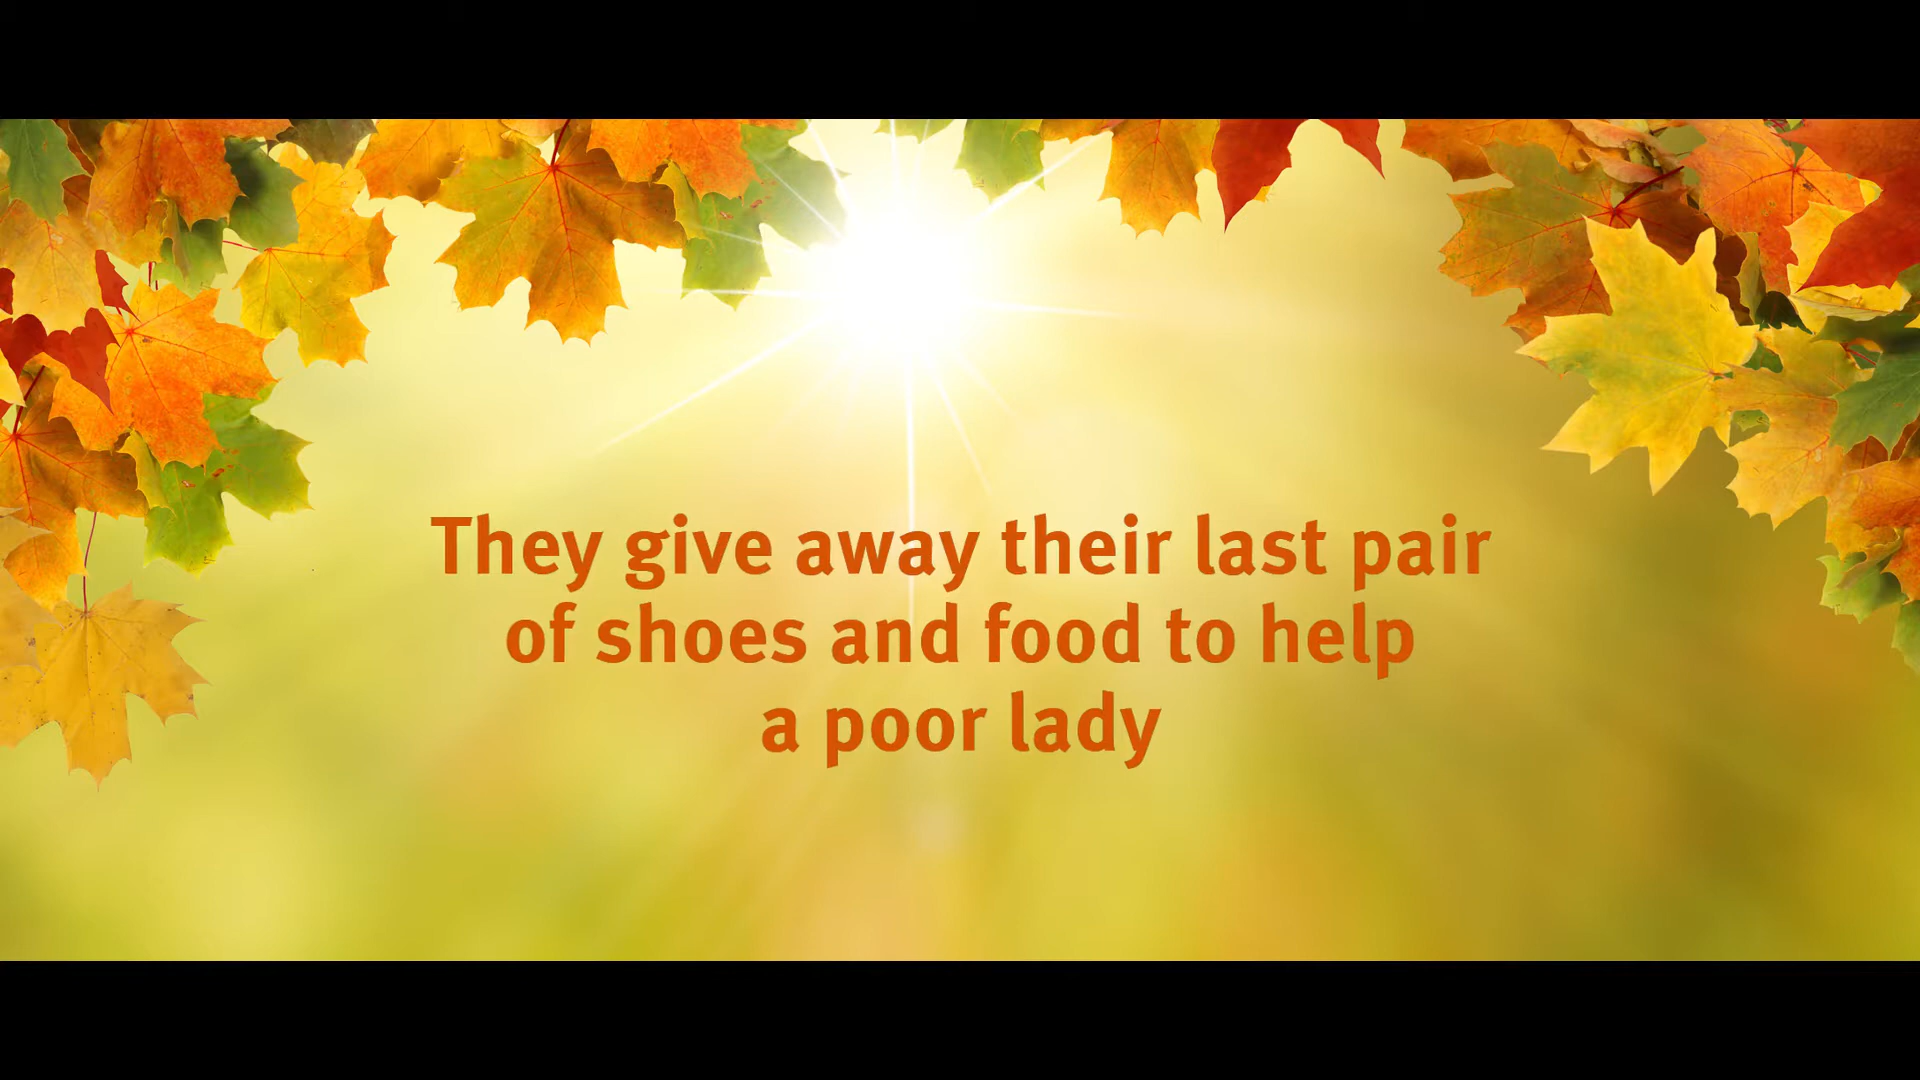 They give away their last pair
of shoes and food to help
a poor lady